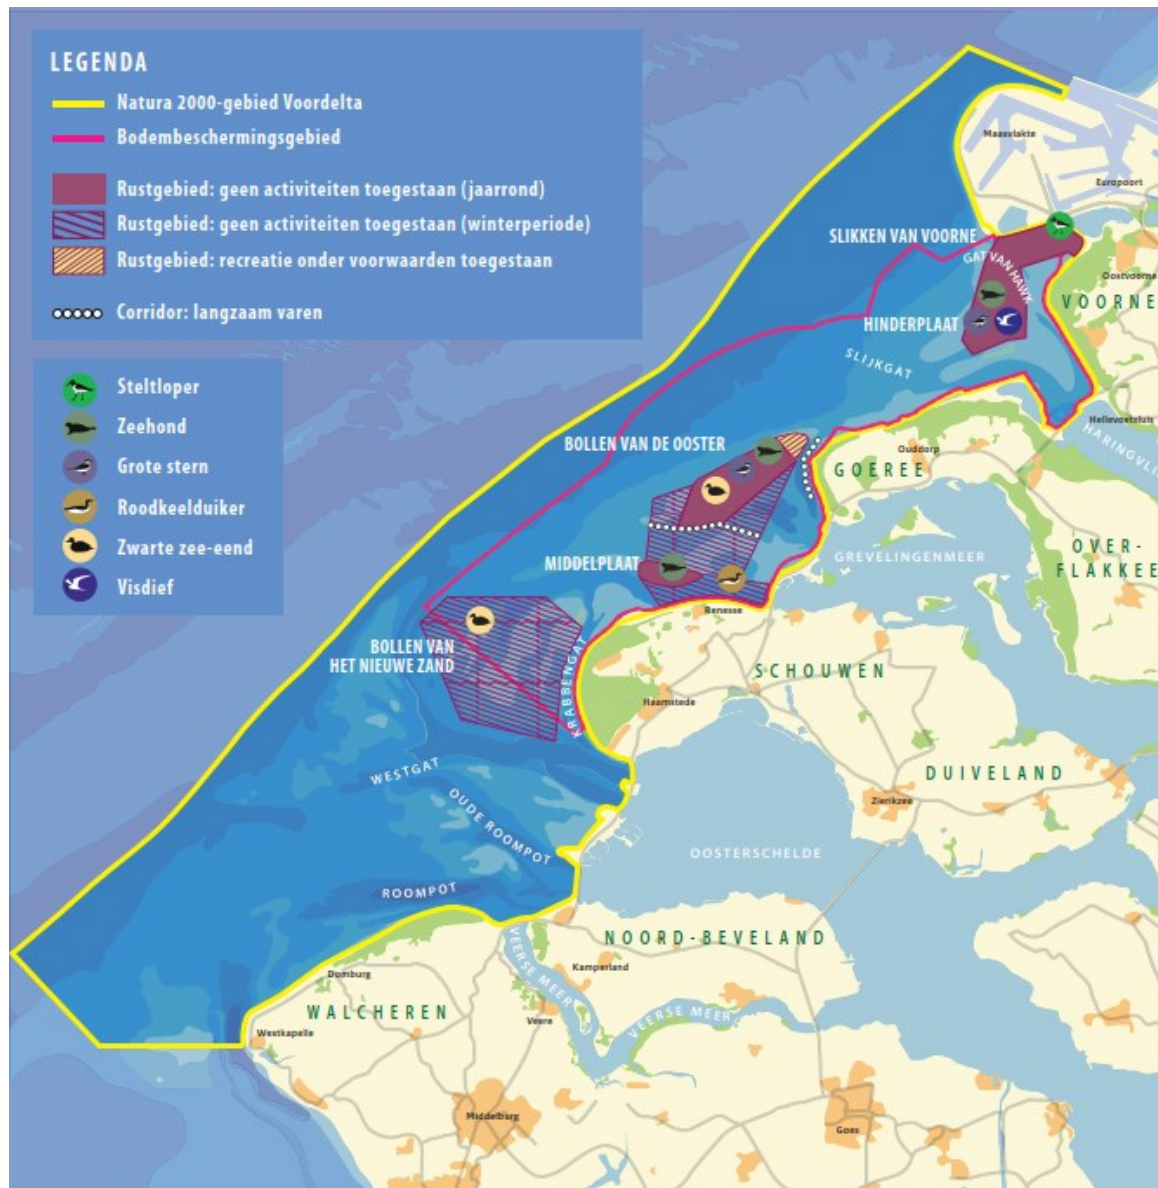 LEGENDA
Natura 2000-gebied Voordelta
Bodembeschermingsgebied
Rustgebied: geen activiteiten toegestaan (jaarrond)
Rustgebied: geen activiteiten toegestaan (winterperiode)
Rustgebied: recreatie onder voorwaarden toegestaan
Corridor: langzaam varen
Steltloper
Zeehond
Grote stern
Roodkeelduiker
Zwarte zee-eend
Visdief
Maasvlakte
Europoort
SLIKKEN VAN VOORNE
GAT VAN HAWK
Oostvoorne
VOORNE
HINDERPLAAT
SLIJKGAT
Hellevoetsluis
HARINGVLI
BOLLEN VAN DE OOSTER
Ouddorp
GOEREE
OVER-
FLAKKEE
GREVELINGENMEER
MIDDELPLAAT
Renesse
BOLLEN VAN
HET NIEUWE ZAND
KRABBENGAT
SCHOUWEN
Haamstede
WESTGAT
DUIVELAND
OUDE ROOMPOT
Zierikzee
OOSTERSCHELDE
ROOMPOT
NOORD-BEVELAND
VEERSE MEER
Kamperland
Domburg
WALCHEREN
Veere
VEERSE MEER
Westkapelle
Middelburg
Goes